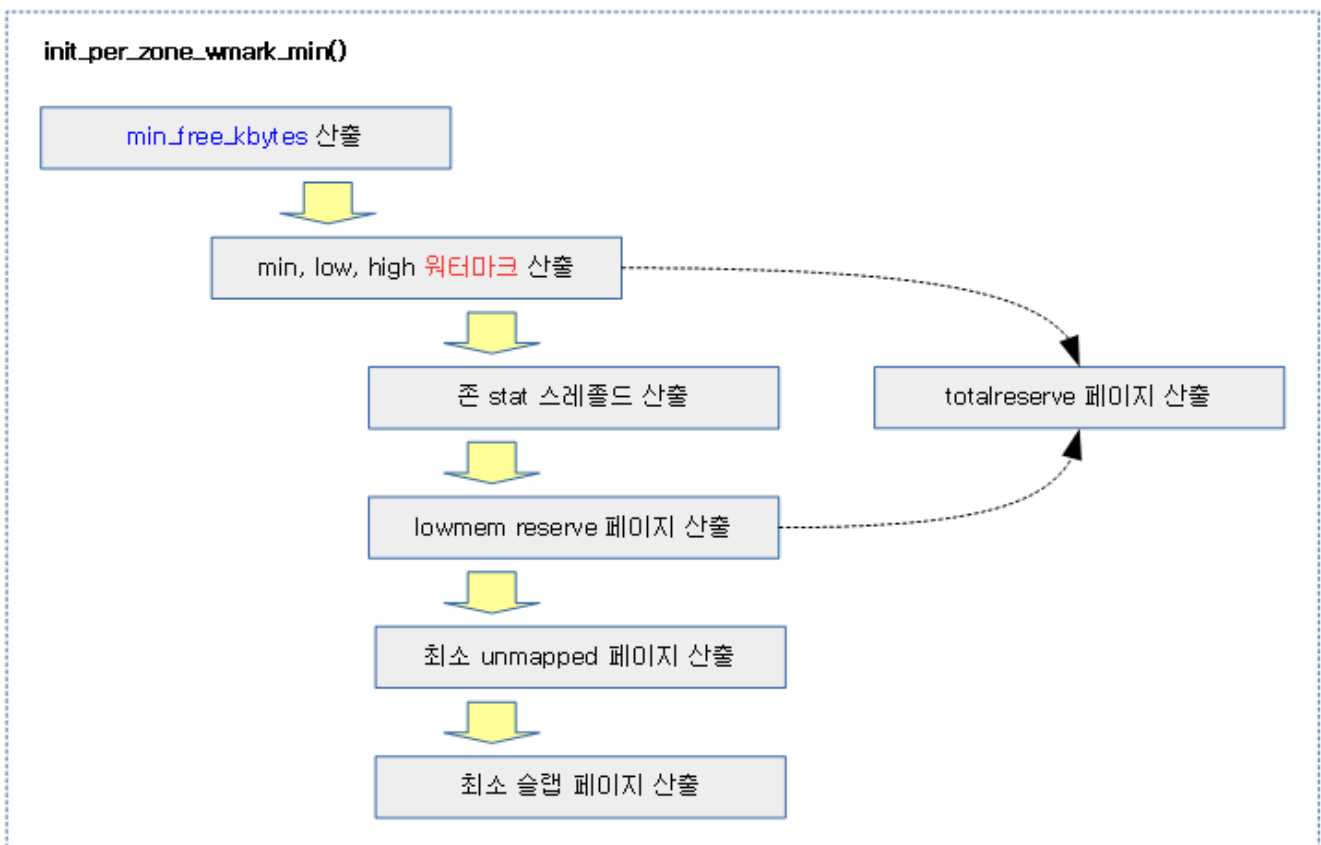 init_per_zone_wmark_min()
min_free_kbytes 산출
min, low, high 워터마크 산출
존 stat 스레졸드 산출
totalreserve 페이지 산출
lowmem reserve 페이지 산출
최소 unmapped 페이지 산출
최소 슬랩 페이지 산출